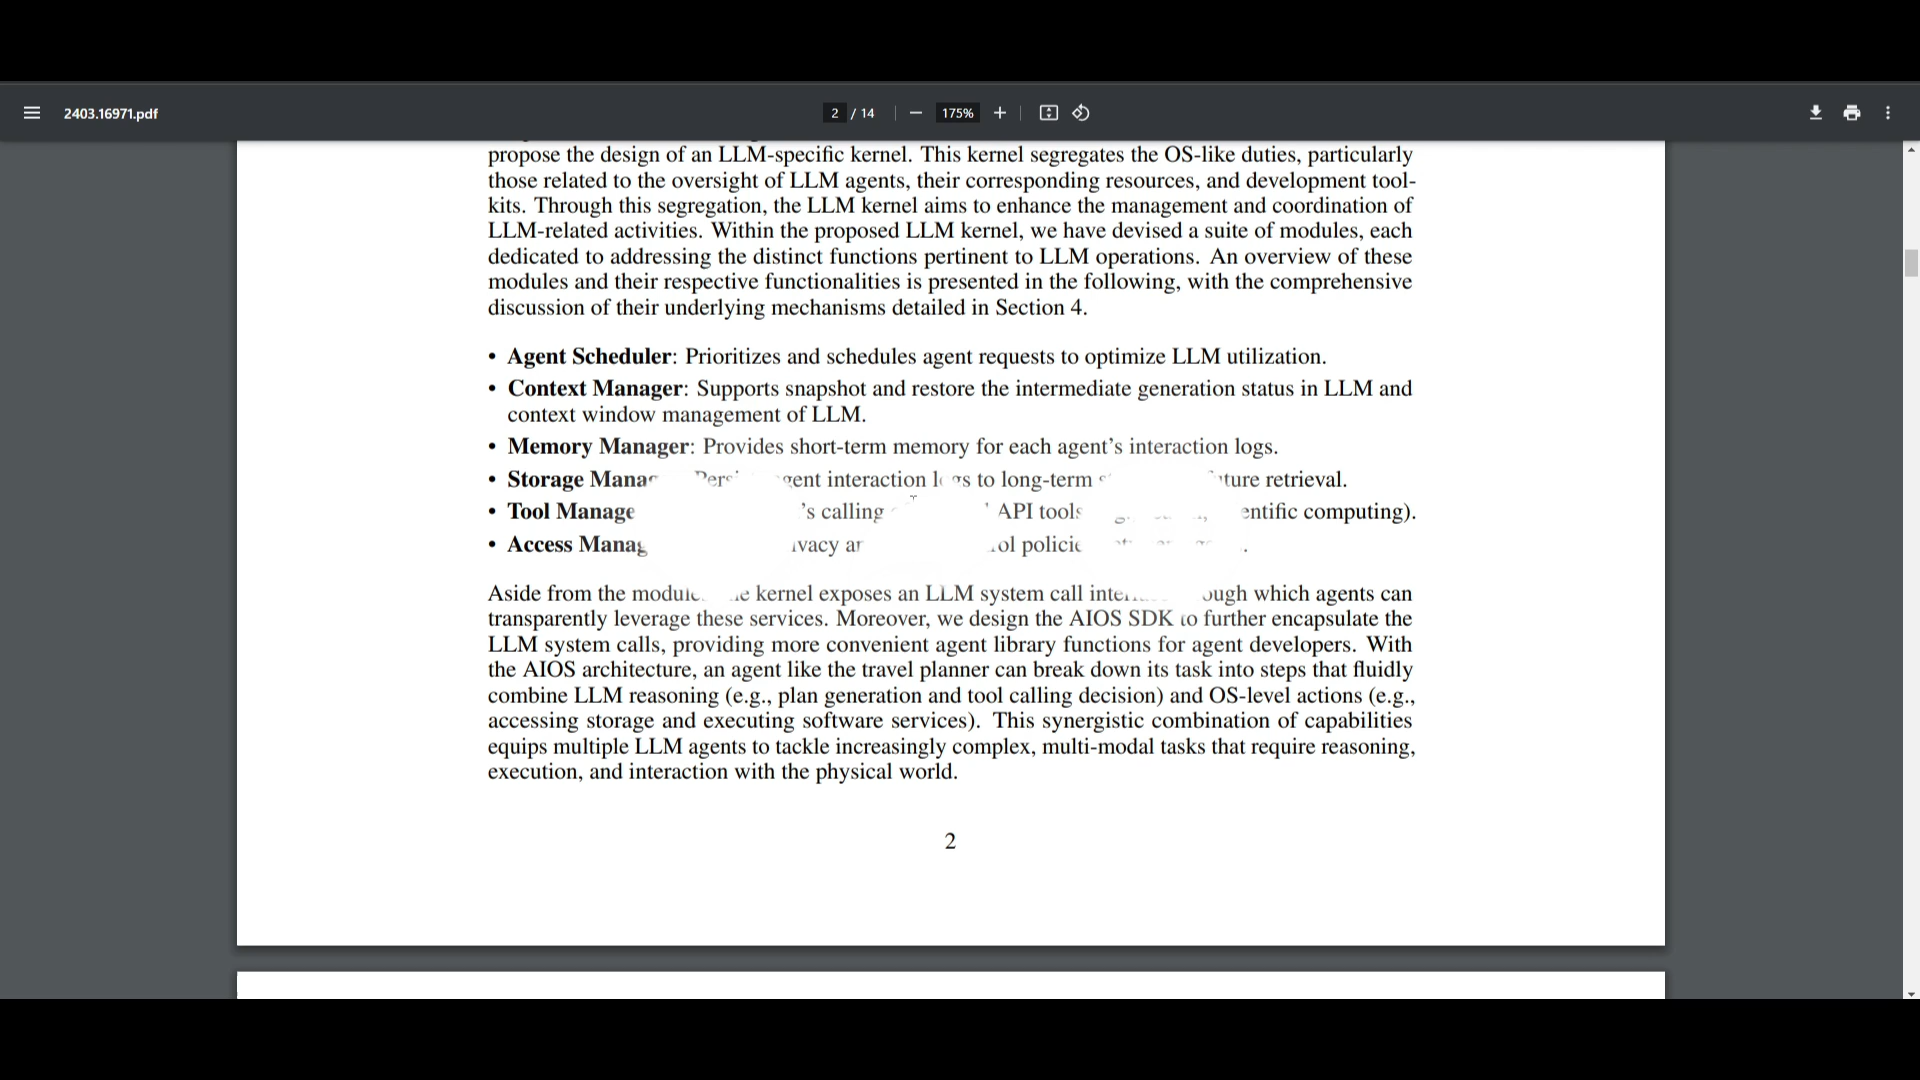 2403.16971.pdf
2 / 14
175%
propose the design of an LLM-specific kernel. This kernel segregates the OS-like duties, particularly
those related to the oversight of LLM agents, their corresponding resources, and development tool-
kits. Through this segregation, the LLM kernel aims to enhance the management and coordination of
LLM-related activities. Within the proposed LLM kernel, we have devised a suite of modules, each
dedicated to addressing the distinct functions pertinent to LLM operations. An overview of these
modules and their respective functionalities is presented in the following, with the comprehensive
discussion of their underlying mechanisms detailed in Section 4.
• Agent Scheduler: Prioritizes and schedules agent requests to optimize LLM utilization.
• Context Manager: Supports snapshot and restore the intermediate generation status in LLM and
context window management of LLM.
• Memory Manager: Provides short-term memory for each agent's interaction logs.
• Storage interaction to long-term retrieval.
• Tool calling API computing).
• Access
Aside from the kernel exposes an LLM system call which agents can
transparently leverage these services. Moreover, we design the AIOS SDK to further encapsulate the
LLM system calls, providing more convenient agent library functions for agent developers. With
the AIOS architecture, an agent like the travel planner can break down its task into steps that fluidly
combine LLM reasoning (e.g., plan generation and tool calling decision) and OS-level actions (e.g.,
accessing storage and executing software services). This synergistic combination of capabilities
equips multiple LLM agents to tackle increasingly complex, multi-modal tasks that require reasoning,
execution, and interaction with the physical world.
2